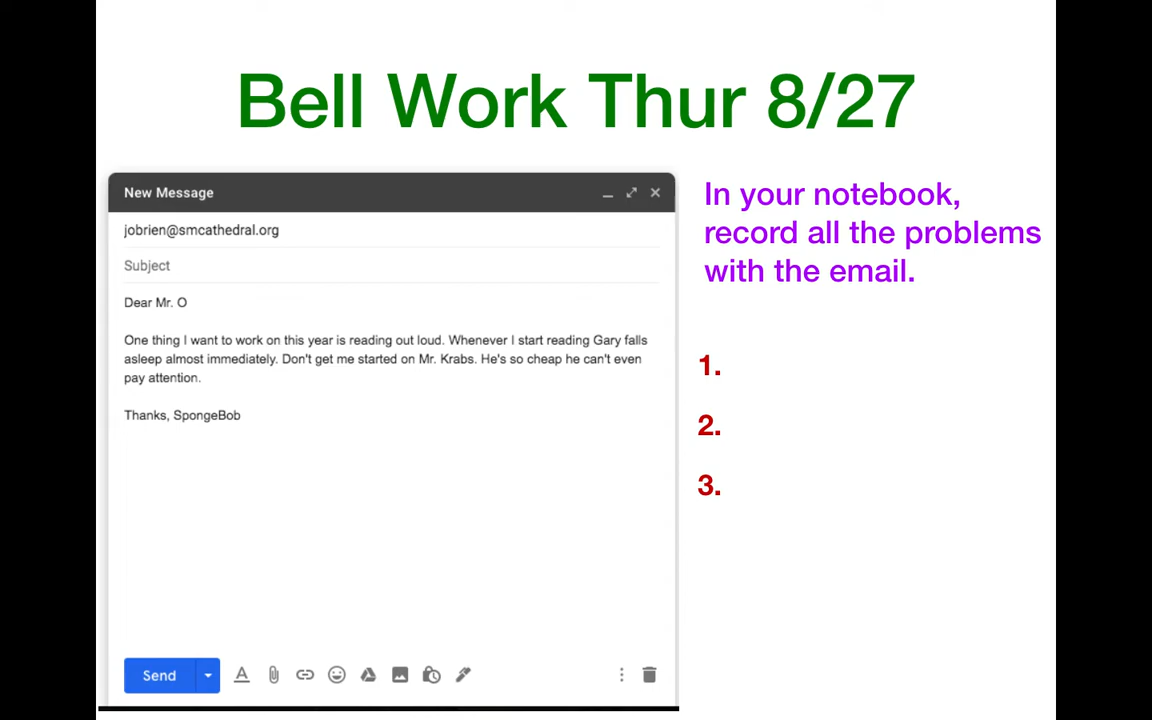 Bell Work Thur 8/27
New Message
jobrien@smcathedral.org
Subject
Dear Mr. O
One thing I want to work on this year is reading out loud. Whenever I start reading Gary falls
asleep almost immediately. Don't get me started on Mr. Krabs. He's so cheap he can't even
pay attention.
Thanks, SpongeBob
Send
In your notebook,
record all the problems
with the email.
1.
2.
3.